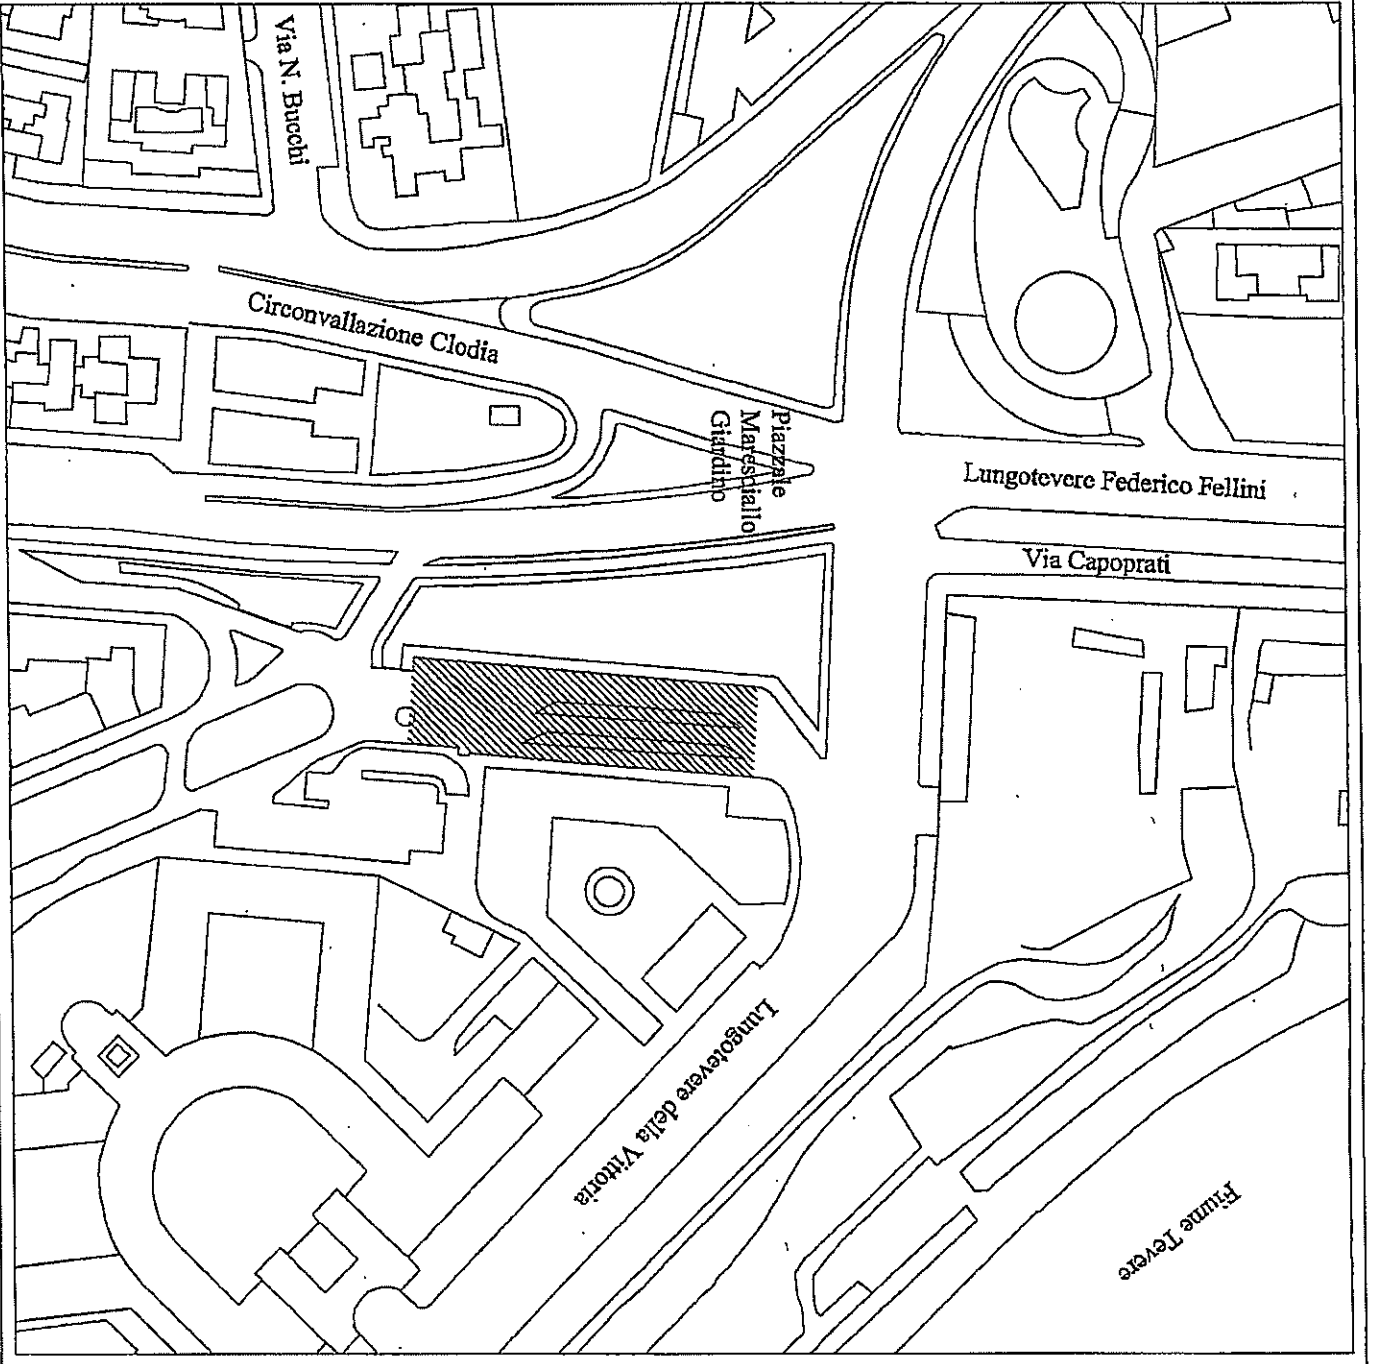 Via N. Bucchi
Circonvallazione Clodia
Piazzale
Maresciallo
Giardino
Lungotevere Federico Fellini
Via Capoprati
Lungotevere della Vittoria
Fiume Tevere